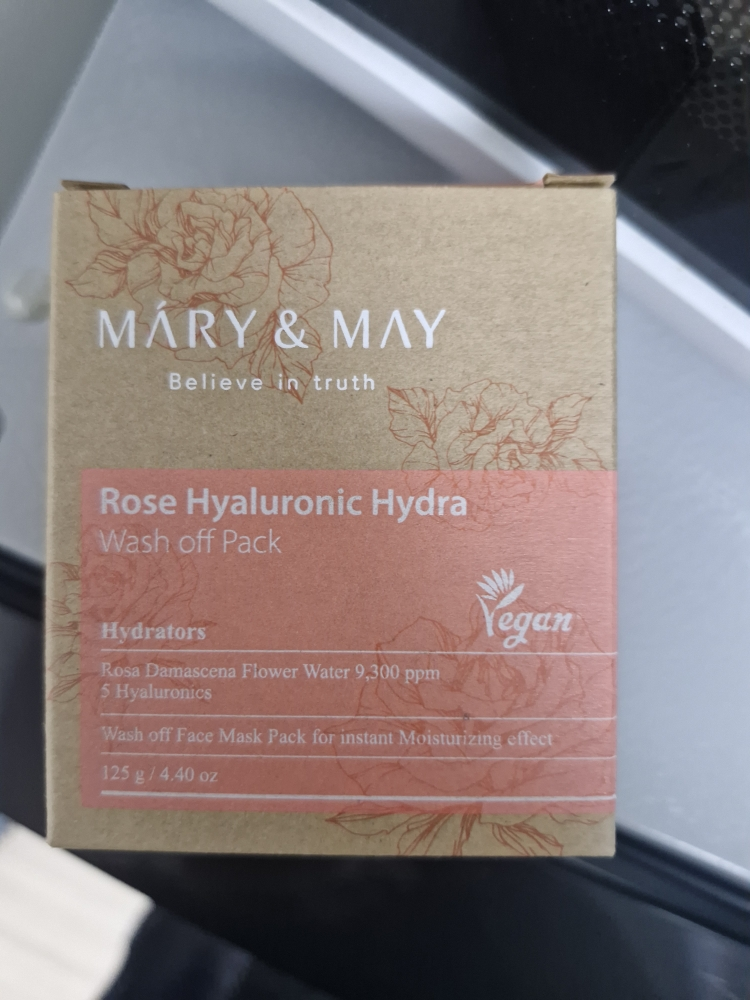 MÁRY & MAY
Believe in truth
Rose Hyaluronic Hydra
Wash off Pack
Vegan
Hydrators
Rosa Damascena Flower Water 9,300 ppm
5 Hyaluronics
Wash off Face Mask Pack for instant Moisturizing effect
125 g / 4.40 oz